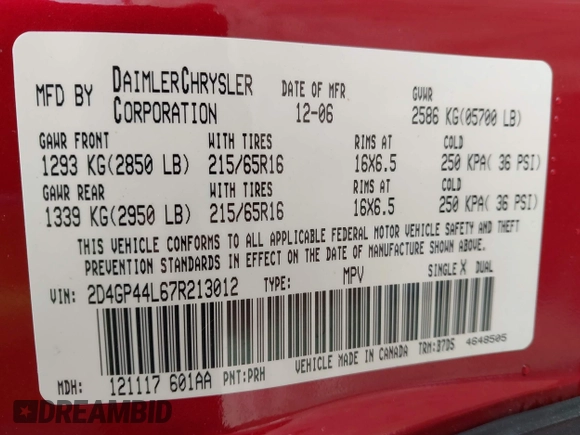 MFD BY DAIMLERCHRYSLER CORPORATION DATE OF MFR 12-06 GVWR 2586 KG(05700 LB)
GAWR FRONT WITH TIRES RIMS AT COLD
1293 KG(2850 LB) 215/65R16 16X6.5 250 KPA( 36 PSI)
GAWR REAR WITH TIRES RIMS AT COLD
1339 KG(2950 LB) 215/65R16 16X6.5 250 KPA( 36 PSI)
THIS VEHICLE CONFORMS TO ALL APPLICABLE FEDERAL MOTOR VEHICLE SAFETY AND THEFT
PREVENTION STANDARDS IN EFFECT ON THE DATE OF MANUFACTURE SHOWN ABOVE.
VIN: 2D4GP44L67R213012 TYPE: MPV SINGLE X DUAL
VEHICLE MADE IN CANADA TRM:B7D5 4648505
MDH: 121117 601AA PNT:PRH
DREAMBID